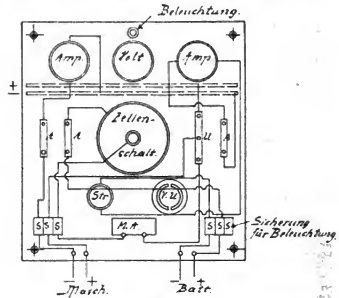 Beleuchtung.
Amp.
Volt
Amp.
+
−
Zellen-
schalt.
A
A
U
A
Str
V.U
M.A
S S S
S S S
Sicherung
für Beleuchtung.
− +
Masch.
− +
Batt.